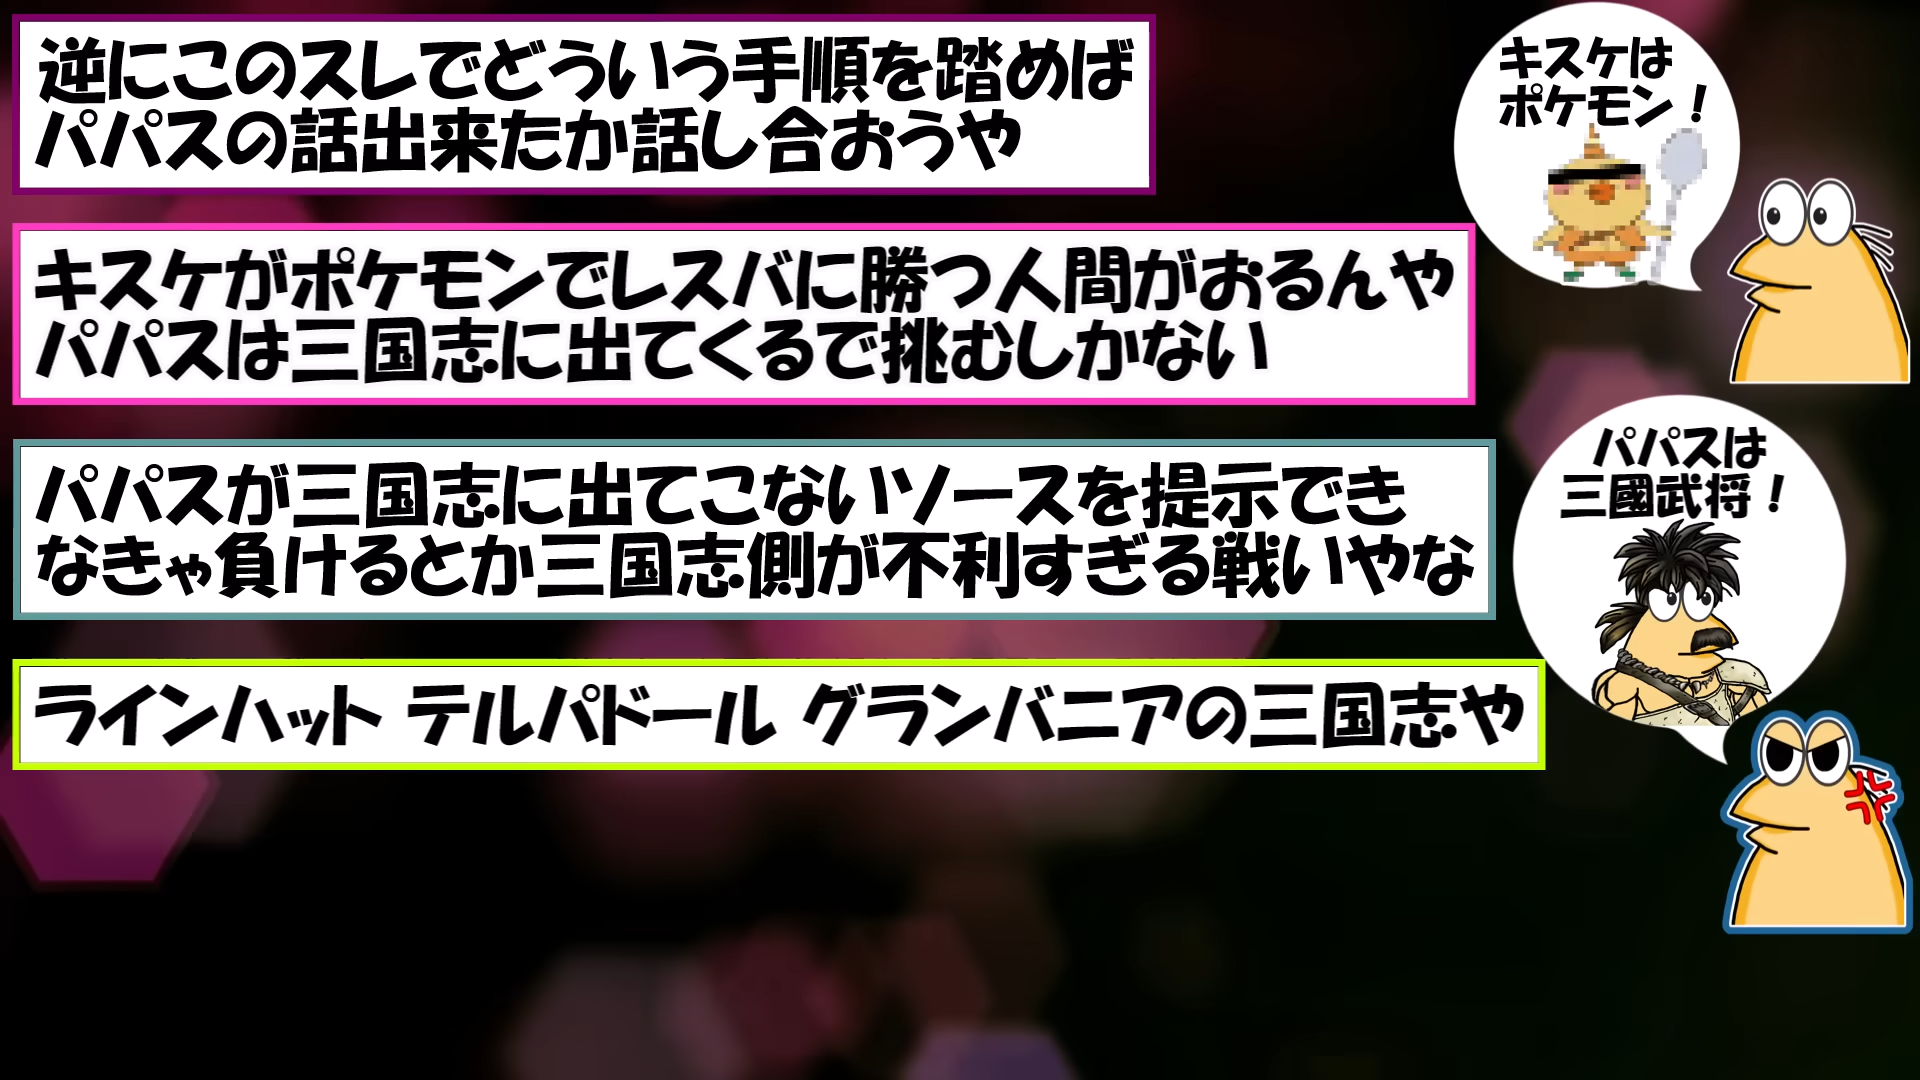 逆にこのスレでどういう手順を踏めば
パパスの話出来たか話し合おうや
キスケは
ポケモン！
キスケがポケモンでレスバに勝つ人間がおるんや
パパスは三国志に出てくるで挑むしかない
パパスは
三國武将！
パパスが三国志に出てこないソースを提示でき
なきゃ負けるとか三国志側が不利すぎる戦いやな
ラインハット テルパドール グランバニアの三国志や